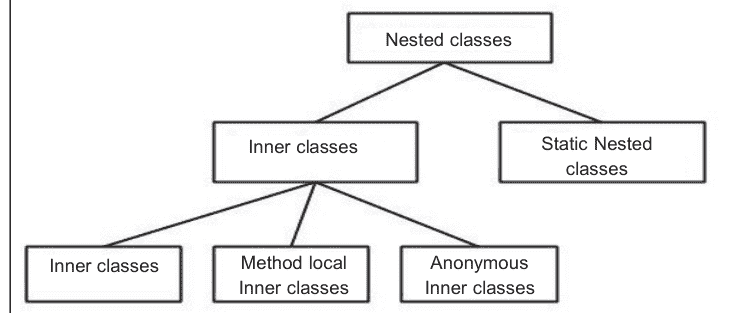 Nested classes
Inner classes
Static Nested
classes
Inner classes
Method local
Inner classes
Anonymous
Inner classes